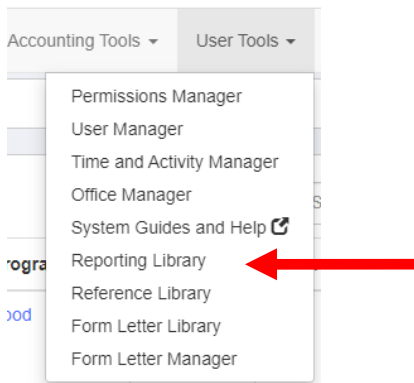 Accounting Tools User Tools
Permissions Manager
User Manager
Time and Activity Manager
Office Manager
System Guides and Help
Reporting Library
Reference Library
Form Letter Library
Form Letter Manager